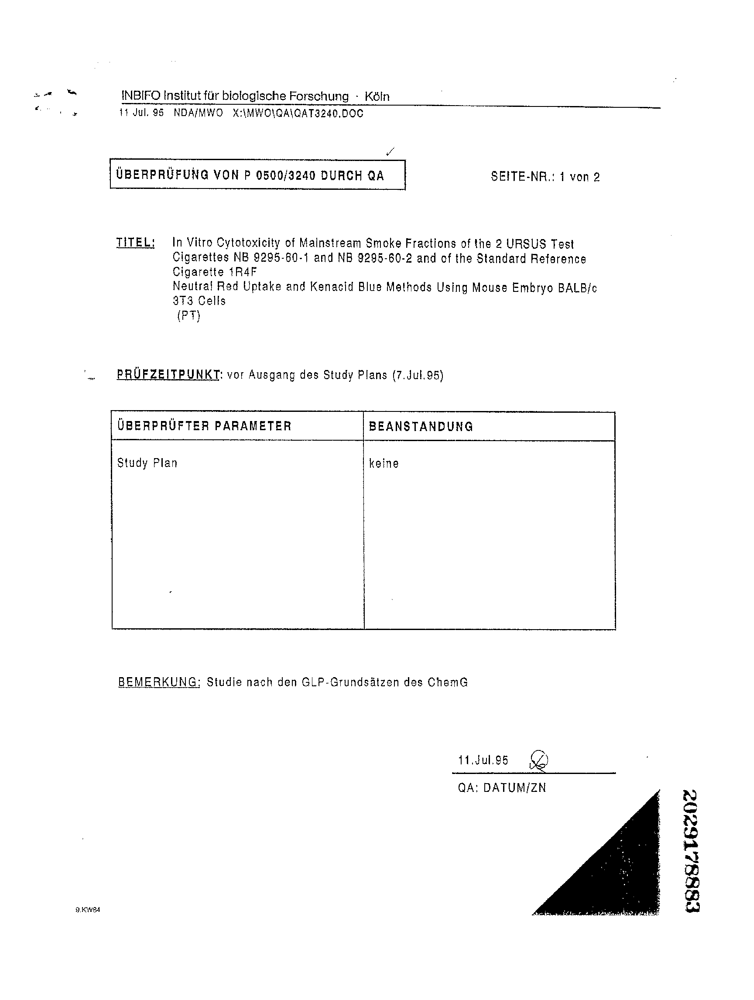 INBIFO Institut für biologische Forschung · Köln
11 Jul. 95 NDA/MWO X:\MWO\QA\QAT3240.DOC
ÜBERPRÜFUNG VON P 0500/3240 DURCH QA
SEITE-NR.: 1 von 2
TITEL: In Vitro Cytotoxicity of Mainstream Smoke Fractions of the 2 URSUS Test
Cigarettes NB 9295-60-1 and NB 9295-60-2 and of the Standard Reference
Cigarette 1R4F
Neutral Red Uptake and Kenacid Blue Methods Using Mouse Embryo BALB/c
3T3 Cells
(PT)
PRÜFZEITPUNKT: vor Ausgang des Study Plans (7.Jul.95)
ÜBERPRÜFTER PARAMETER
BEANSTANDUNG
Study Plan
keine
BEMERKUNG: Studie nach den GLP-Grundsätzen des ChemG
11.Jul.95
QA: DATUM/ZN
2029178883
9.KW84